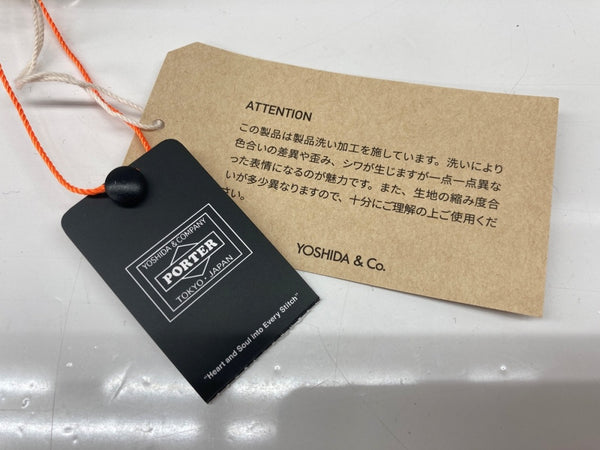 ATTENTION
この製品は製品洗い加工を施しています。洗いにより
色合いの差異や歪み、シワが生じますが一点一点異な
った表情になるのが魅力です。また、生地の縮み度合
いが多少異なりますので、十分にご理解の上ご使用くだ
さい。
YOSHIDA & Co.
YOSHIDA & COMPANY
PORTER
TOKYO - JAPAN
"Heart and Soul into Every Stitch"